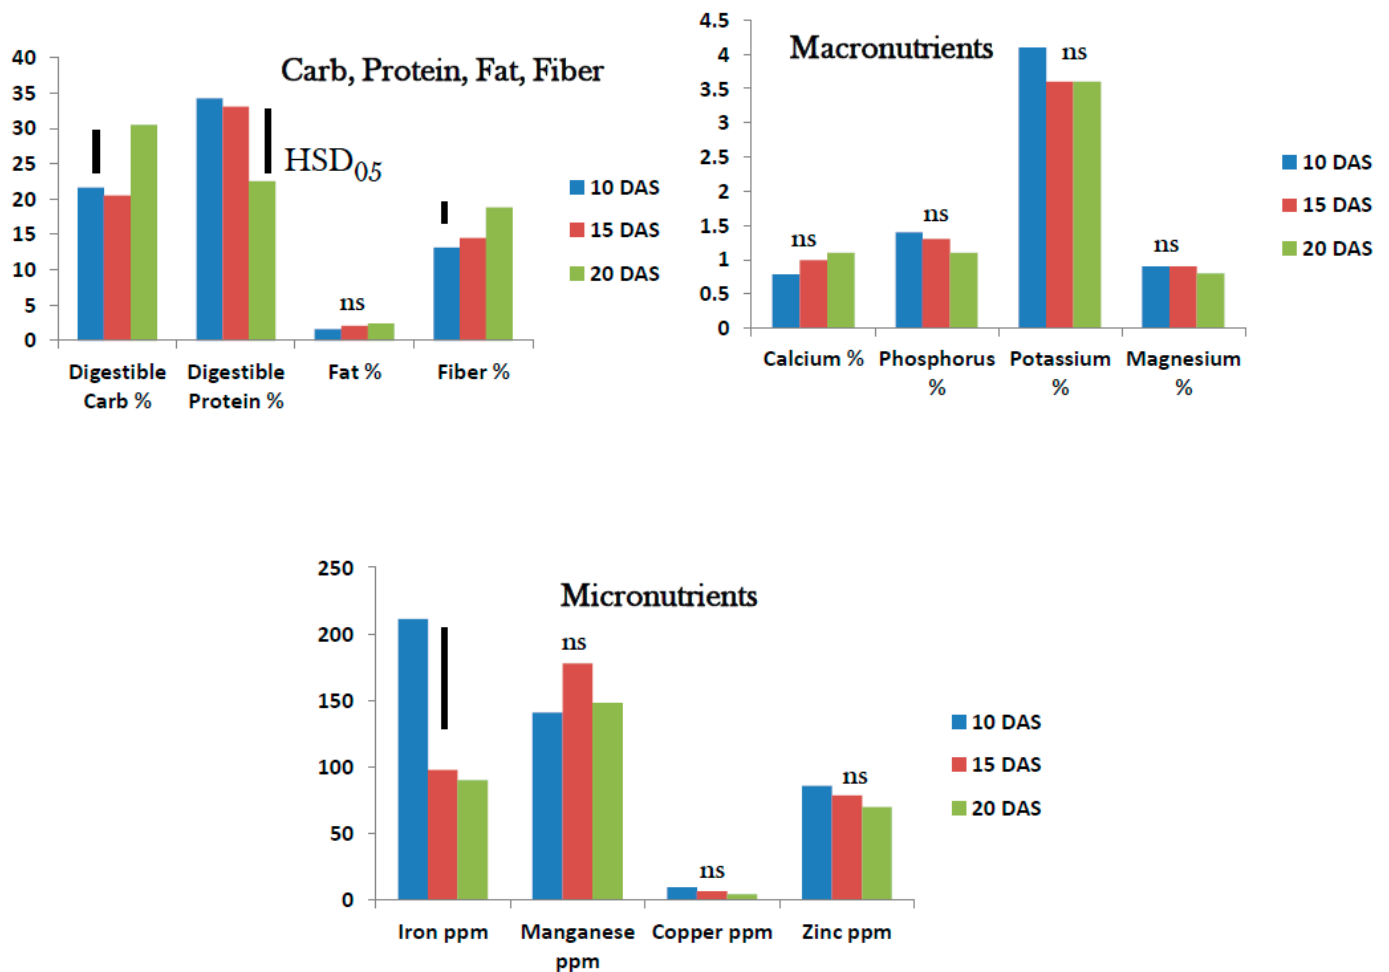 Carb, Protein, Fat, Fiber
40
35
30
25
20
15
10
5
0
HSD05
ns
Digestible Carb %
Digestible Protein %
Fat %
Fiber %
10 DAS
15 DAS
20 DAS
Macronutrients
4.5
4
3.5
3
2.5
2
1.5
1
0.5
0
ns
ns
ns
ns
Calcium %
Phosphorus %
Potassium %
Magnesium %
10 DAS
15 DAS
20 DAS
Micronutrients
250
200
150
100
50
0
ns
ns
ns
Iron ppm
Manganese ppm
Copper ppm
Zinc ppm
10 DAS
15 DAS
20 DAS